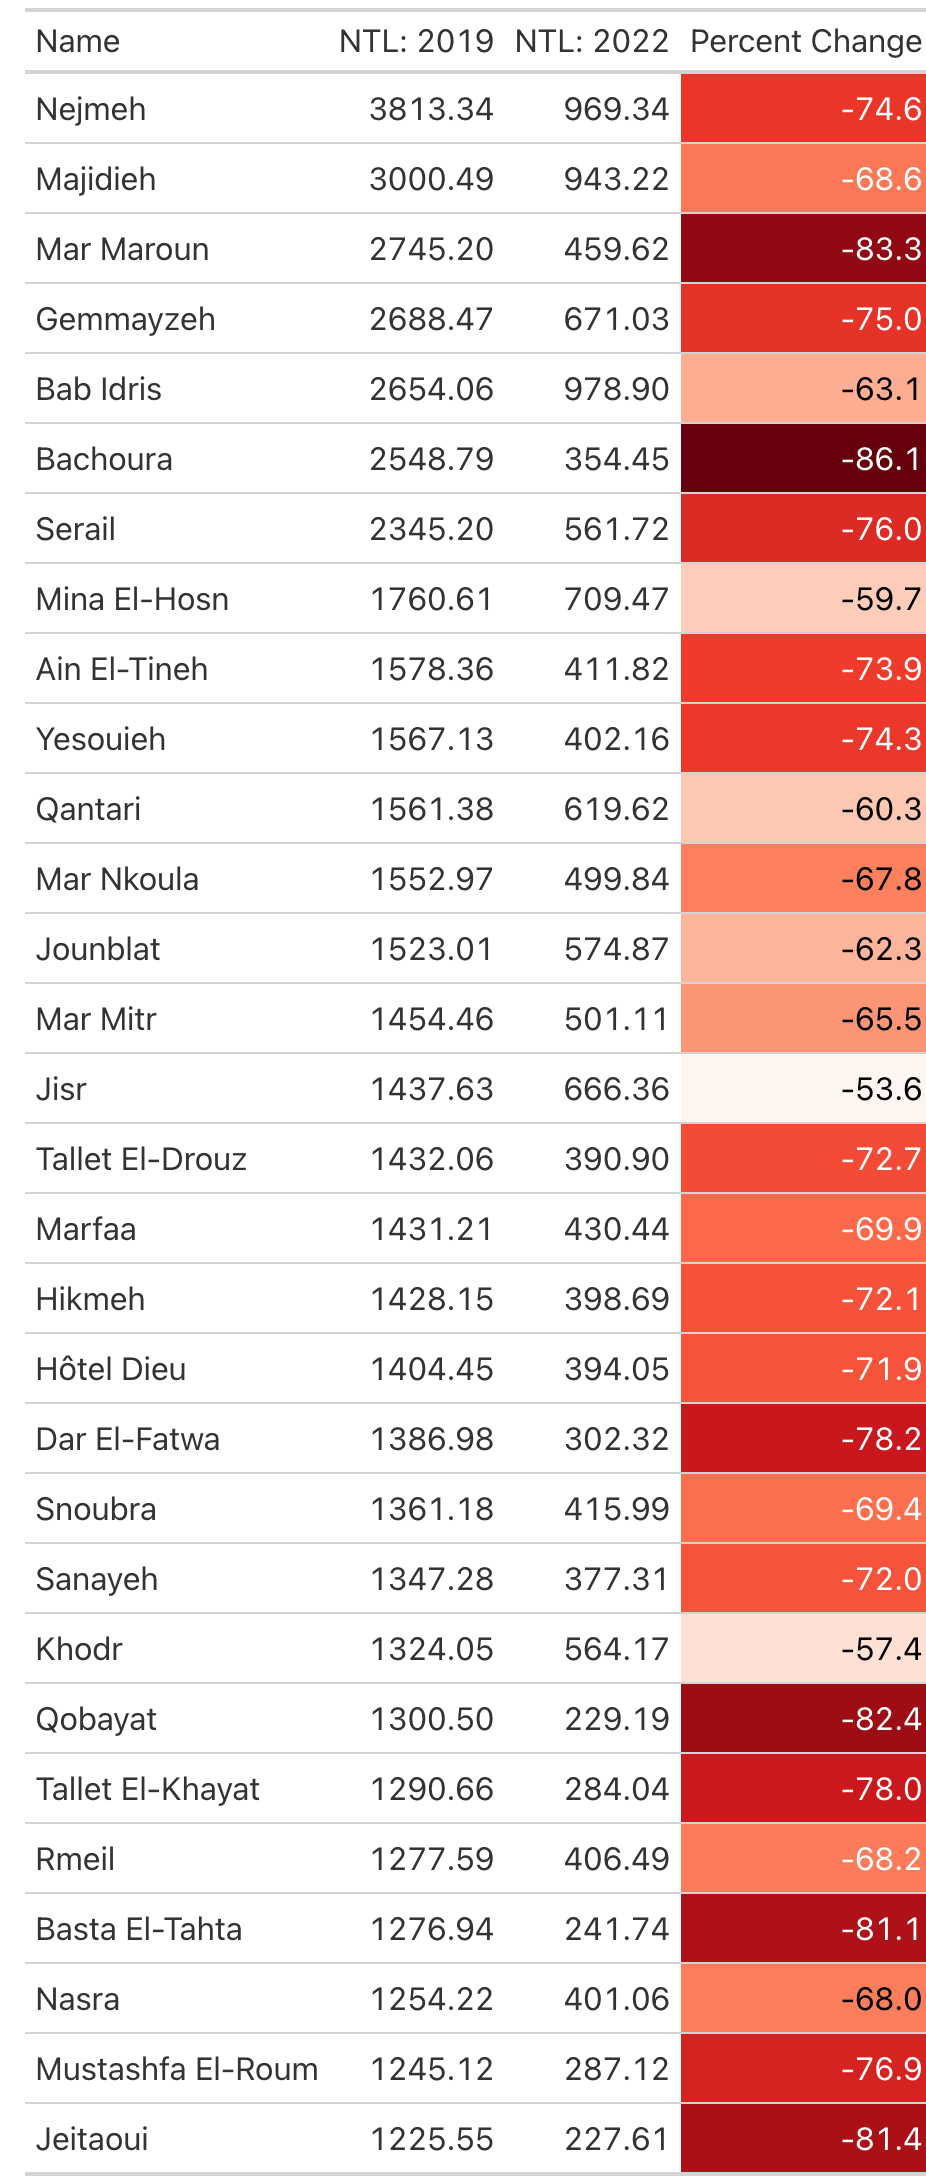 Name NTL: 2019 NTL: 2022 Percent Change
Nejmeh 3813.34 969.34 -74.6
Majidieh 3000.49 943.22 -68.6
Mar Maroun 2745.20 459.62 -83.3
Gemmayzeh 2688.47 671.03 -75.0
Bab Idris 2654.06 978.90 -63.1
Bachoura 2548.79 354.45 -86.1
Serail 2345.20 561.72 -76.0
Mina El-Hosn 1760.61 709.47 -59.7
Ain El-Tineh 1578.36 411.82 -73.9
Yesouieh 1567.13 402.16 -74.3
Qantari 1561.38 619.62 -60.3
Mar Nkoula 1552.97 499.84 -67.8
Jounblat 1523.01 574.87 -62.3
Mar Mitr 1454.46 501.11 -65.5
Jisr 1437.63 666.36 -53.6
Tallet El-Drouz 1432.06 390.90 -72.7
Marfaa 1431.21 430.44 -69.9
Hikmeh 1428.15 398.69 -72.1
Hôtel Dieu 1404.45 394.05 -71.9
Dar El-Fatwa 1386.98 302.32 -78.2
Snoubra 1361.18 415.99 -69.4
Sanayeh 1347.28 377.31 -72.0
Khodr 1324.05 564.17 -57.4
Qobayat 1300.50 229.19 -82.4
Tallet El-Khayat 1290.66 284.04 -78.0
Rmeil 1277.59 406.49 -68.2
Basta El-Tahta 1276.94 241.74 -81.1
Nasra 1254.22 401.06 -68.0
Mustashfa El-Roum 1245.12 287.12 -76.9
Jeitaoui 1225.55 227.61 -81.4